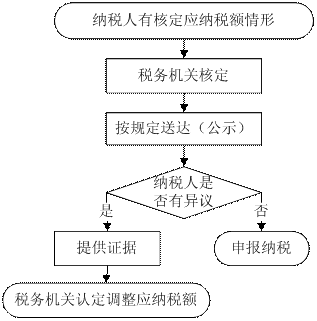 纳税人有核定应纳税额情形
税务机关核定
按规定送达（公示）
纳税人是
否有异议
是
否
提供证据
申报纳税
税务机关认定调整应纳税额